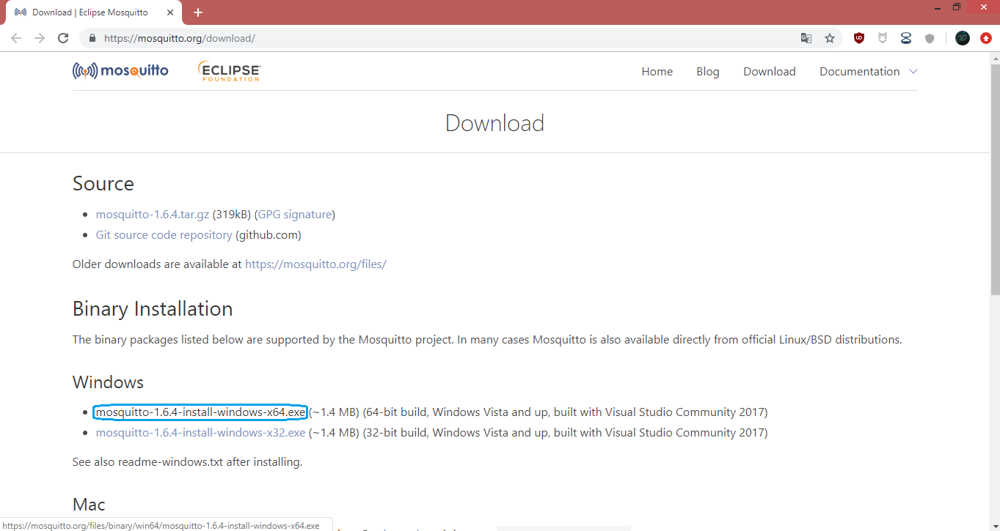 Download | Eclipse Mosquitto
https://mosquitto.org/download/
mosquitto
ECLIPSE
FOUNDATION
Home Blog Download Documentation
Download
Source
mosquitto-1.6.4.tar.gz (319kB) (GPG signature)
Git source code repository (github.com)
Older downloads are available at https://mosquitto.org/files/
Binary Installation
The binary packages listed below are supported by the Mosquitto project. In many cases Mosquitto is also available directly from official Linux/BSD distributions.
Windows
mosquitto-1.6.4-install-windows-x64.exe (~1.4 MB) (64-bit build, Windows Vista and up, built with Visual Studio Community 2017)
mosquitto-1.6.4-install-windows-x32.exe (~1.4 MB) (32-bit build, Windows Vista and up, built with Visual Studio Community 2017)
See also readme-windows.txt after installing.
Mac
https://mosquitto.org/files/binary/win64/mosquitto-1.6.4-install-windows-x64.exe